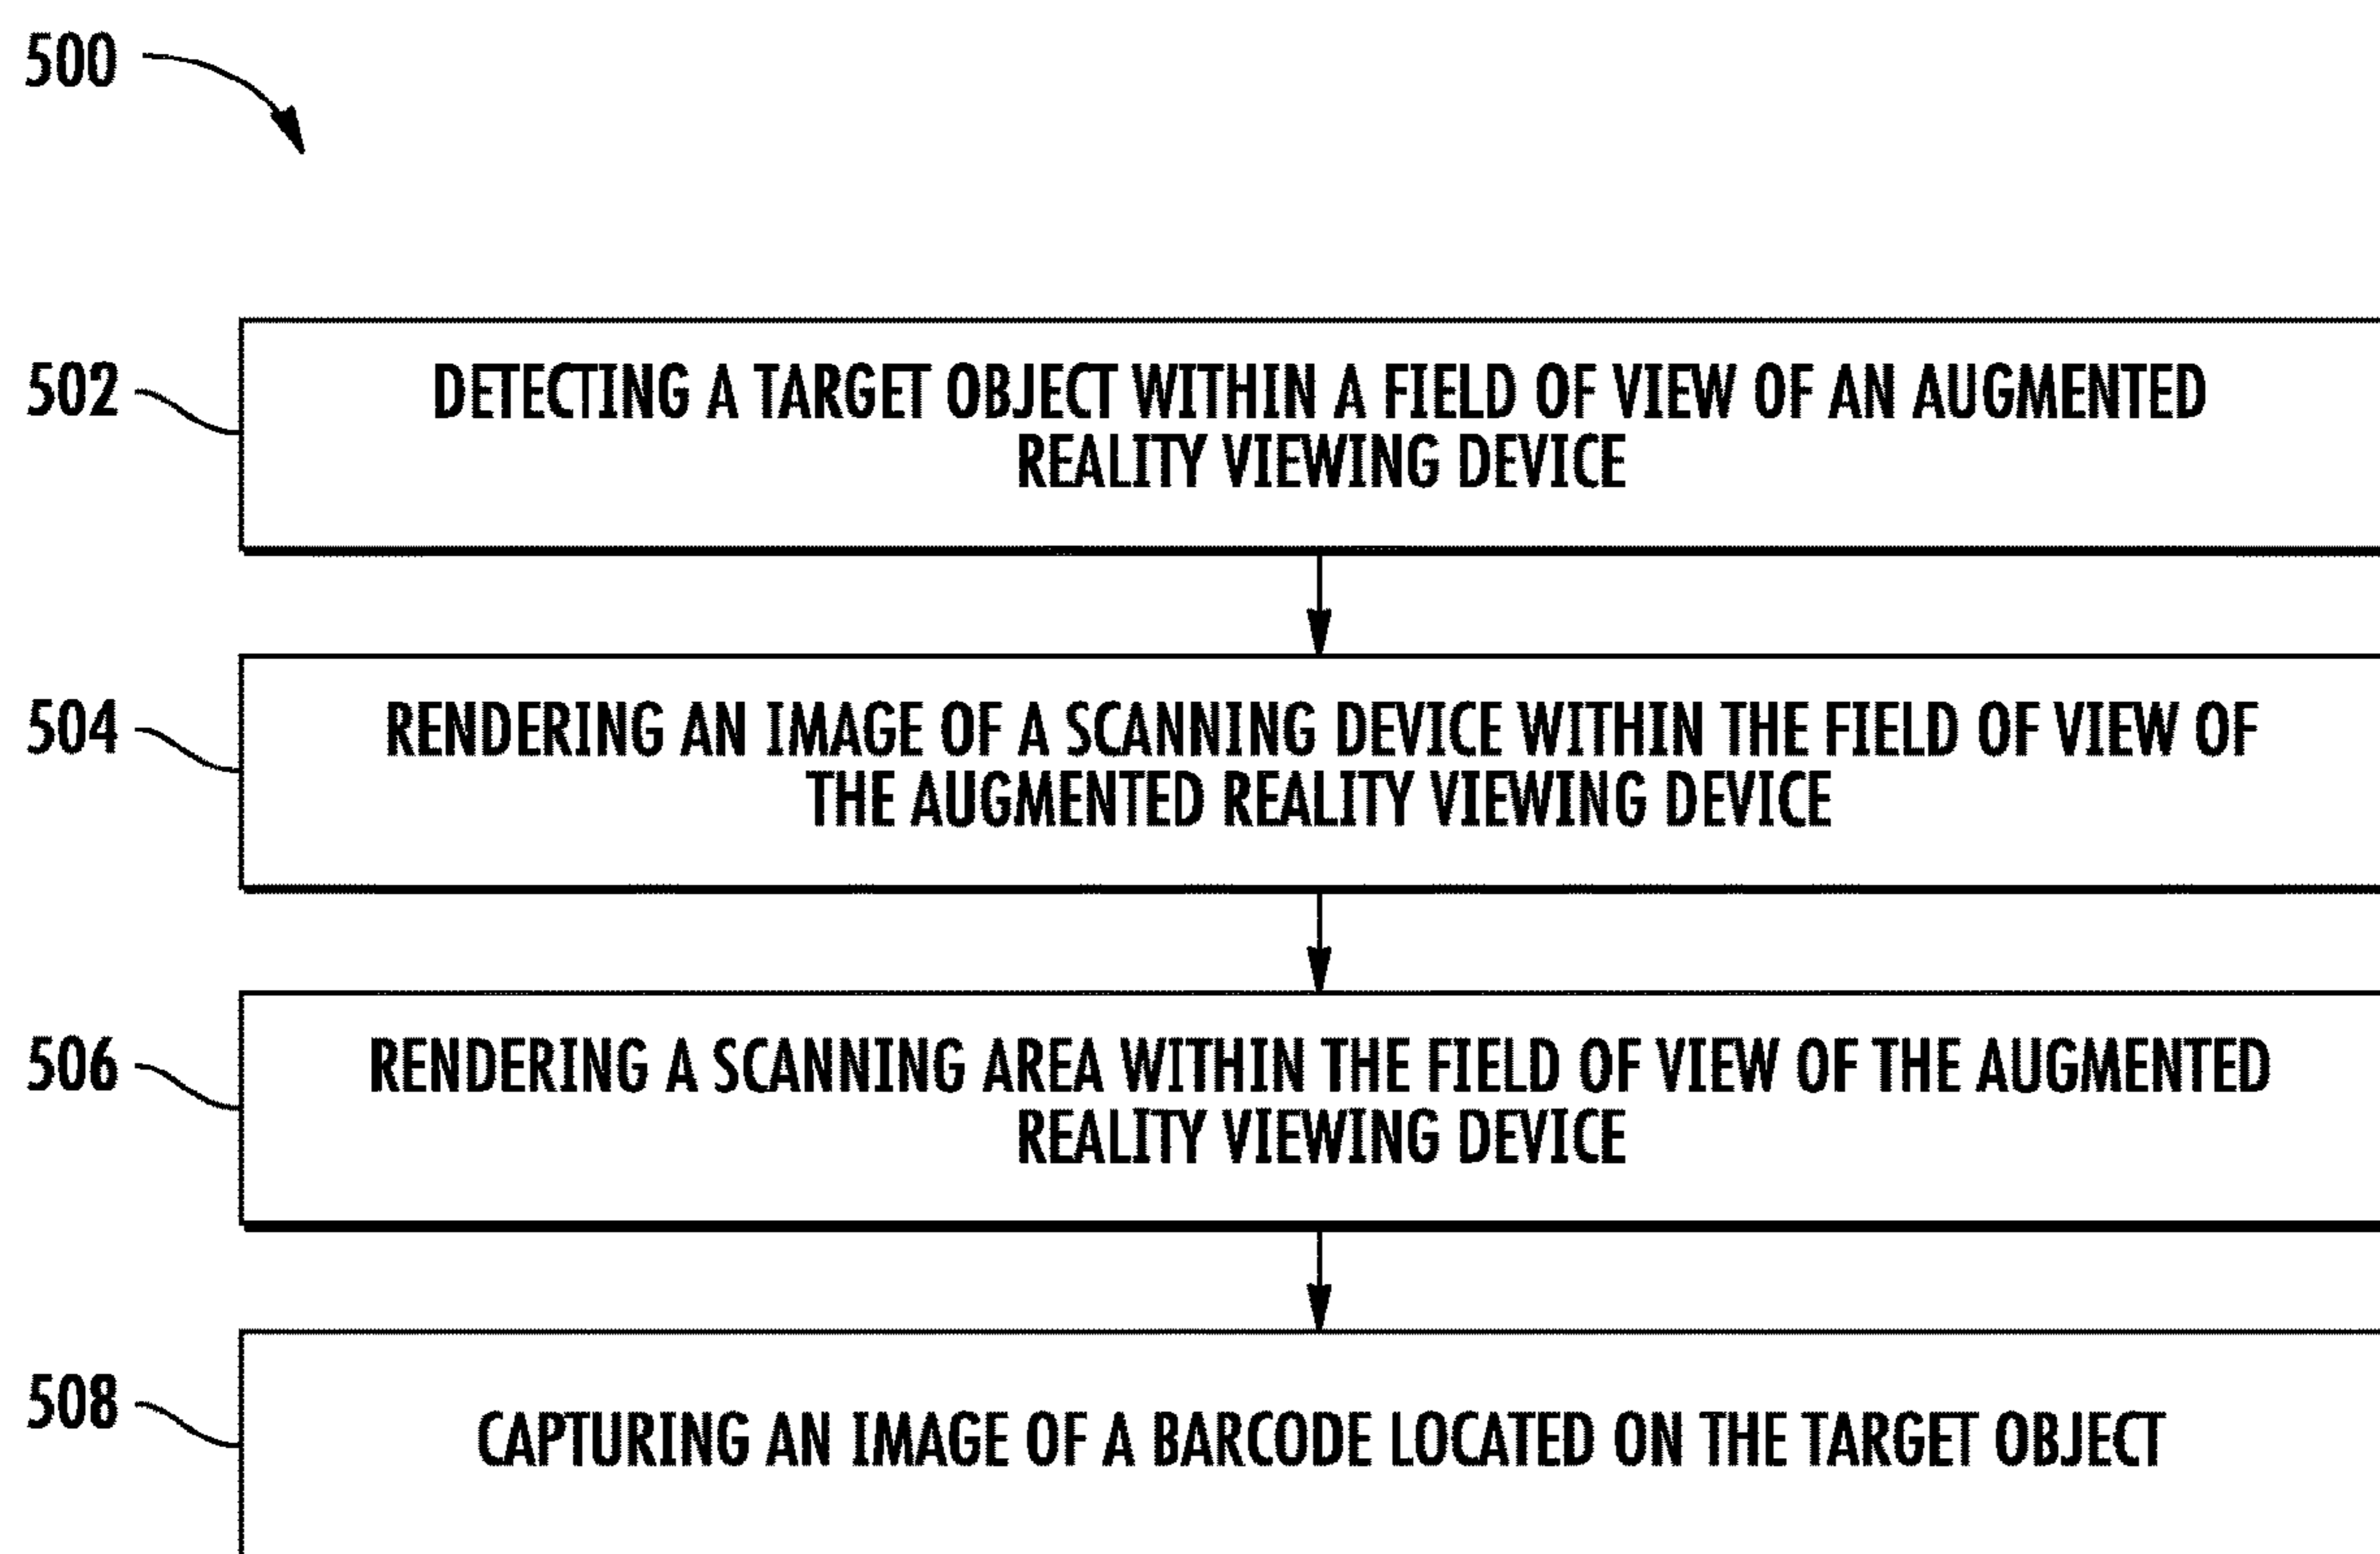 500
502
DETECTING A TARGET OBJECT WITHIN A FIELD OF VIEW OF AN AUGMENTED
REALITY VIEWING DEVICE
504
RENDERING AN IMAGE OF A SCANNING DEVICE WITHIN THE FIELD OF VIEW OF
THE AUGMENTED REALITY VIEWING DEVICE
506
RENDERING A SCANNING AREA WITHIN THE FIELD OF VIEW OF THE AUGMENTED
REALITY VIEWING DEVICE
508
CAPTURING AN IMAGE OF A BARCODE LOCATED ON THE TARGET OBJECT